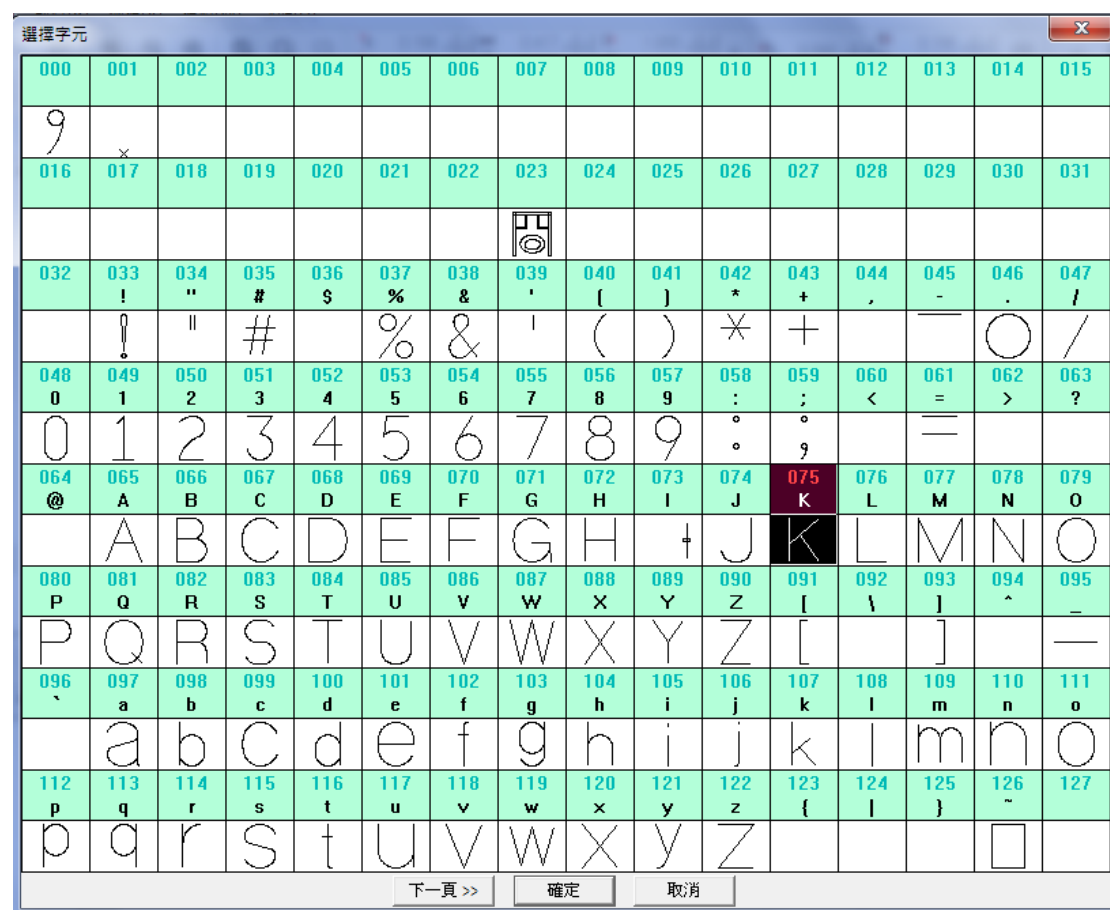 選擇字元
000 001 002 003 004 005 006 007 008 009 010 011 012 013 014 015
9 ×
016 017 018 019 020 021 022 023 024 025 026 027 028 029 030 031
032 033 034 035 036 037 038 039 040 041 042 043 044 045 046 047
! " # $ % & ' ( ) * + , - . /
! " # % & ' ( ) * + — ○ /
048 049 050 051 052 053 054 055 056 057 058 059 060 061 062 063
0 1 2 3 4 5 6 7 8 9 : ; < = > ?
0 1 2 3 4 5 6 7 8 9 : ; =
064 065 066 067 068 069 070 071 072 073 074 075 076 077 078 079
@ A B C D E F G H I J K L M N O
A B C D E F G H J K L M N O
080 081 082 083 084 085 086 087 088 089 090 091 092 093 094 095
P Q R S T U V W X Y Z [ \ ] ^ _
P Q R S T U V W X Y Z [ ] —
096 097 098 099 100 101 102 103 104 105 106 107 108 109 110 111
` a b c d e f g h i j k l m n o
a b c d e f g h i j k l m n o
112 113 114 115 116 117 118 119 120 121 122 123 124 125 126 127
p q r s t u v w x y z { | } ~
p q r s t u v w x y z □
下一頁 >> 確定 取消